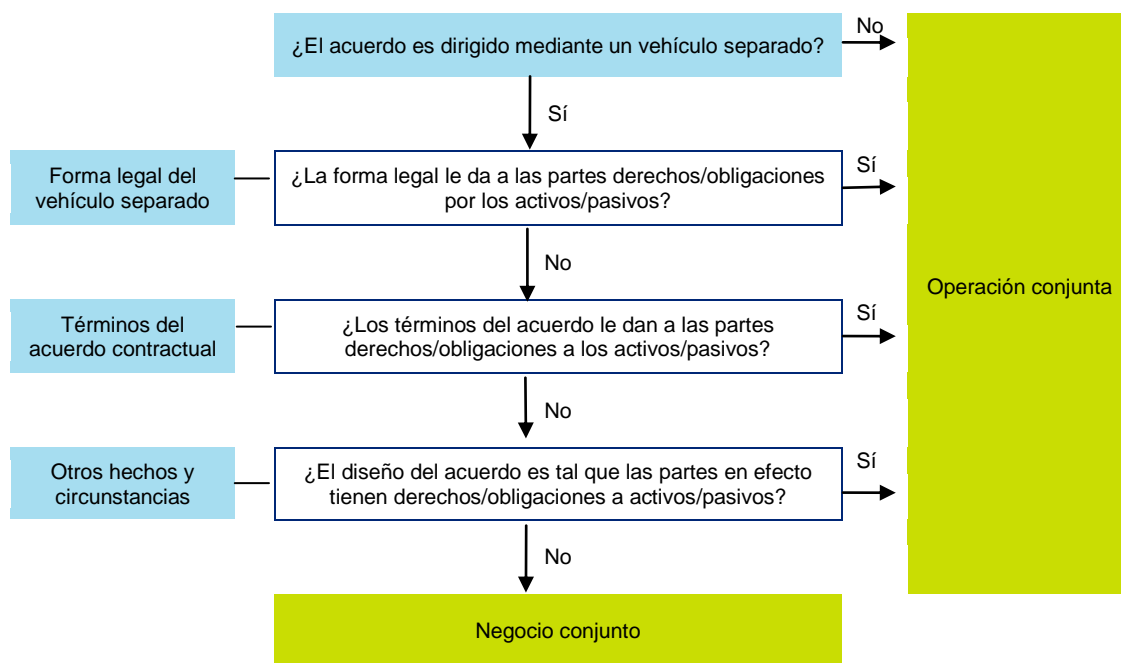 ¿El acuerdo es dirigido mediante un vehículo separado?
No
Sí
Forma legal del
vehículo separado
¿La forma legal le da a las partes derechos/obligaciones
por los activos/pasivos?
Sí
No
Operación conjunta
Términos del
acuerdo contractual
¿Los términos del acuerdo le dan a las partes
derechos/obligaciones a los activos/pasivos?
Sí
No
Otros hechos y
circunstancias
¿El diseño del acuerdo es tal que las partes en efecto
tienen derechos/obligaciones a activos/pasivos?
Sí
No
Negocio conjunto